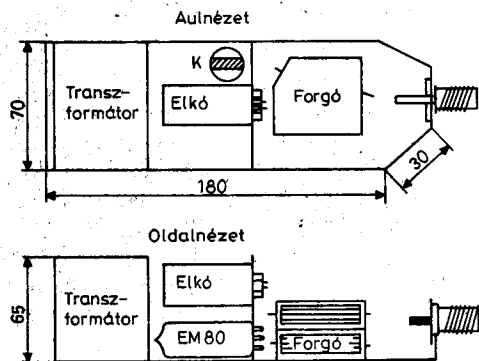 Aulnézet
K
Transz-
formátor
Elkó
Forgó
70
180
30
Oldalnézet
65
Transz-
formátor
Elkó
EM80
Forgó